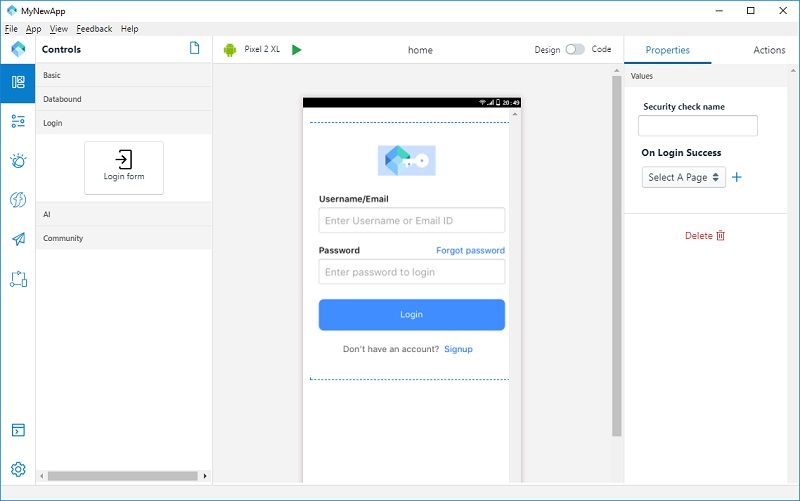 MyNewApp
File App View Feedback Help
Controls
Pixel 2 XL
home
Design
Code
Properties
Actions
Basic
Databound
Login
Login form
AI
Community
20:49
Username/Email
Enter Username or Email ID
Password
Forgot password
Enter password to login
Login
Don't have an account? Signup
Values
Security check name
On Login Success
Select A Page
Delete